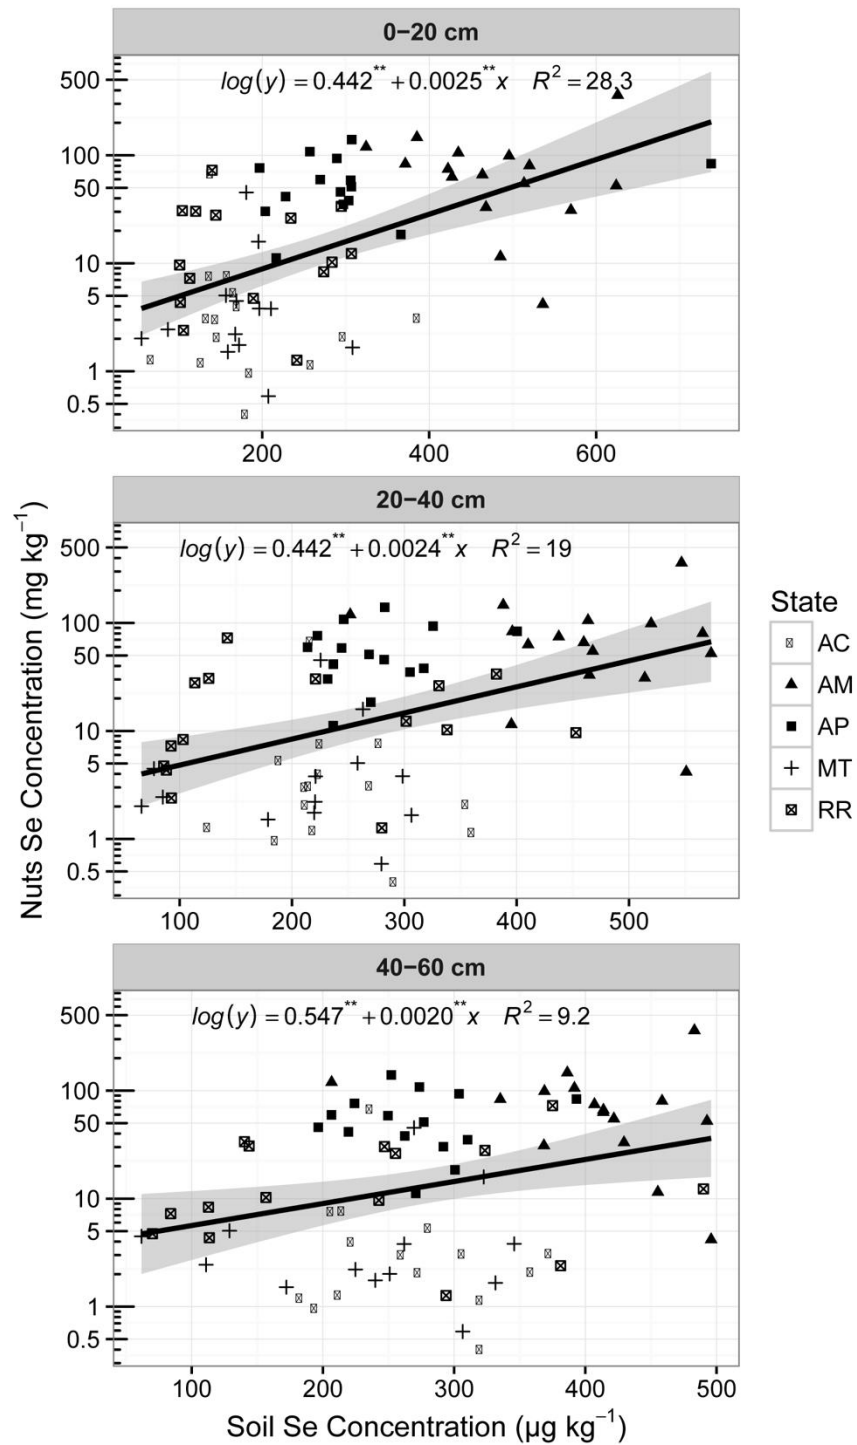 0−20 cm
log(y) = 0.442** + 0.0025**x R² = 28.3
500
100
50
10
5
1
0.5
200 400 600
20−40 cm
log(y) = 0.442** + 0.0024**x R² = 19
500
100
50
10
5
1
0.5
100 200 300 400 500
40−60 cm
log(y) = 0.547** + 0.0020**x R² = 9.2
500
100
50
10
5
1
0.5
100 200 300 400 500
Soil Se Concentration (µg kg⁻¹)
Nuts Se Concentration (mg kg⁻¹)
State
AC
AM
AP
MT
RR